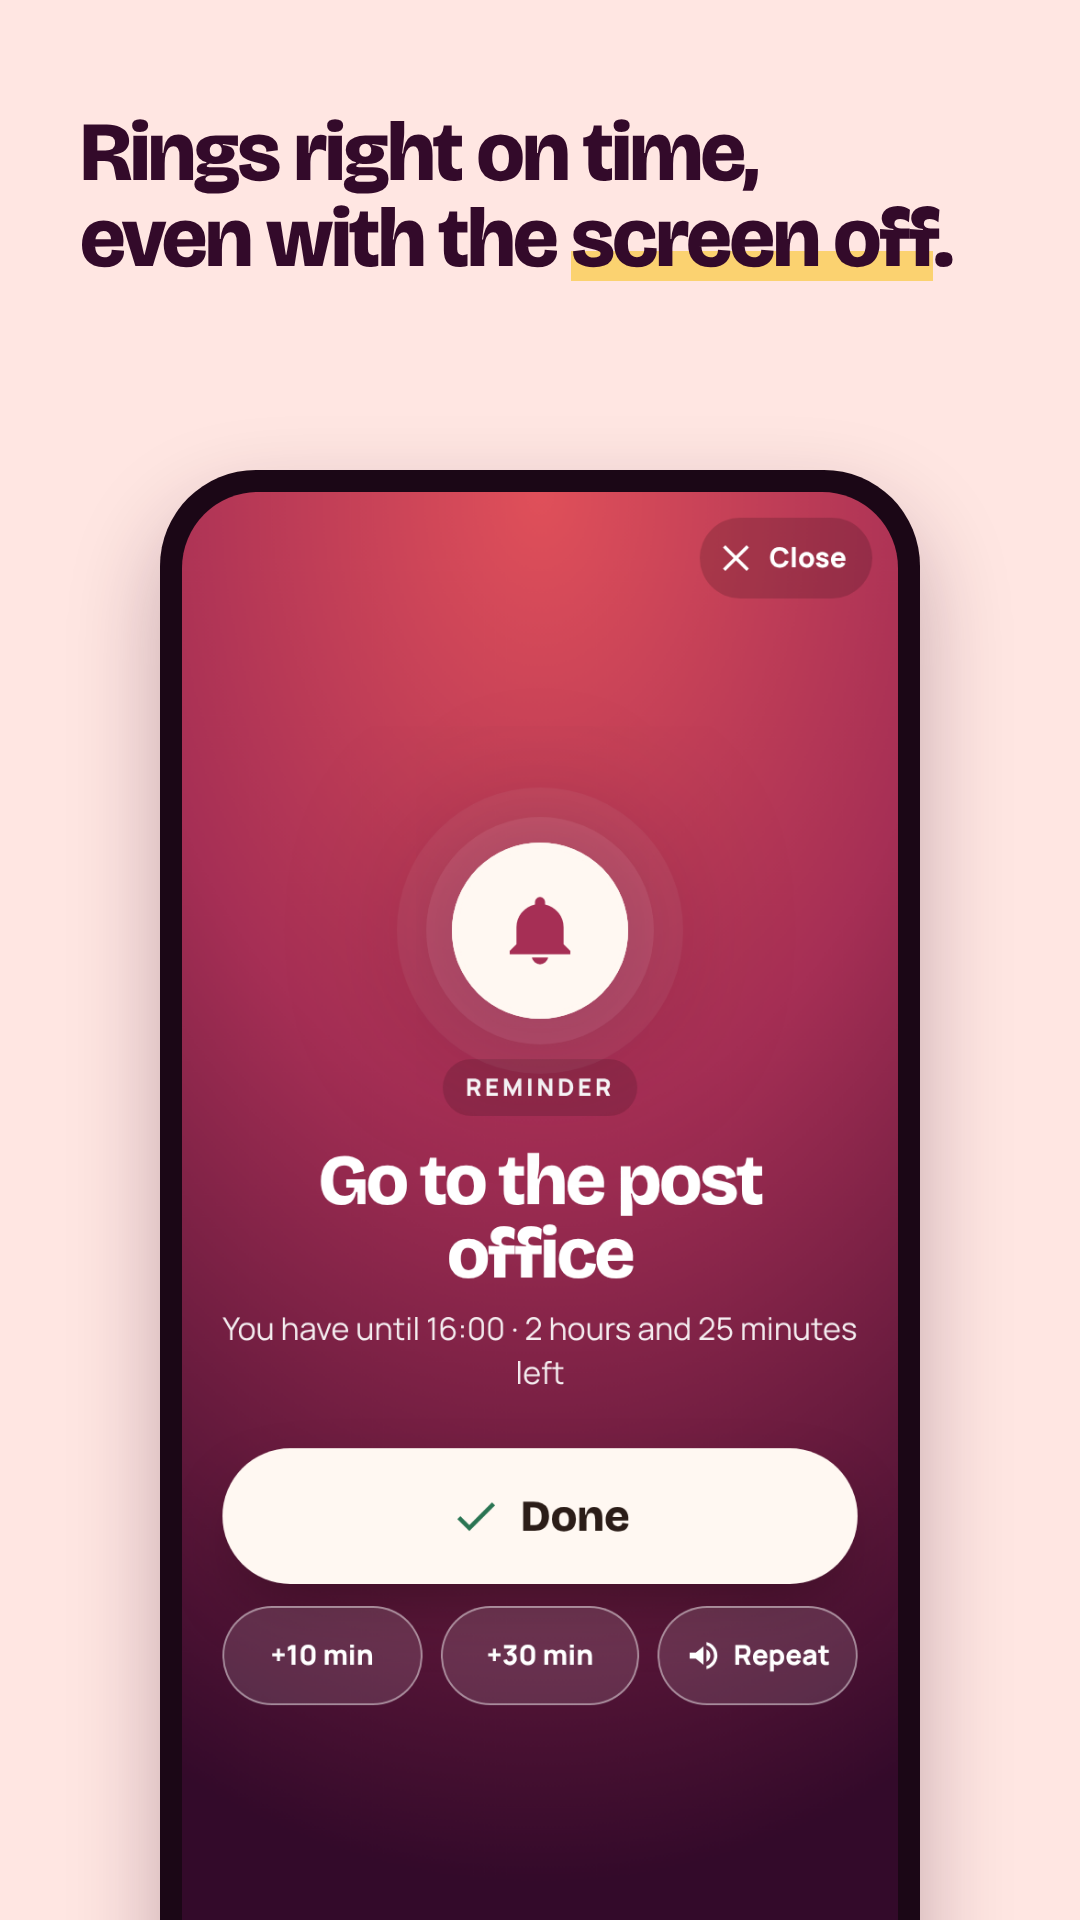 Rings right on time,
even with the screen off.
Close
REMINDER
Go to the post
office
You have until 16:00 · 2 hours and 25 minutes
left
Done
+10 min
+30 min
Repeat